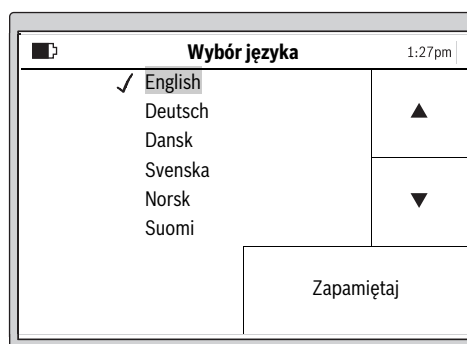 Wybór języka 1:27pm
English
Deutsch
Dansk
Svenska
Norsk
Suomi
Zapamiętaj